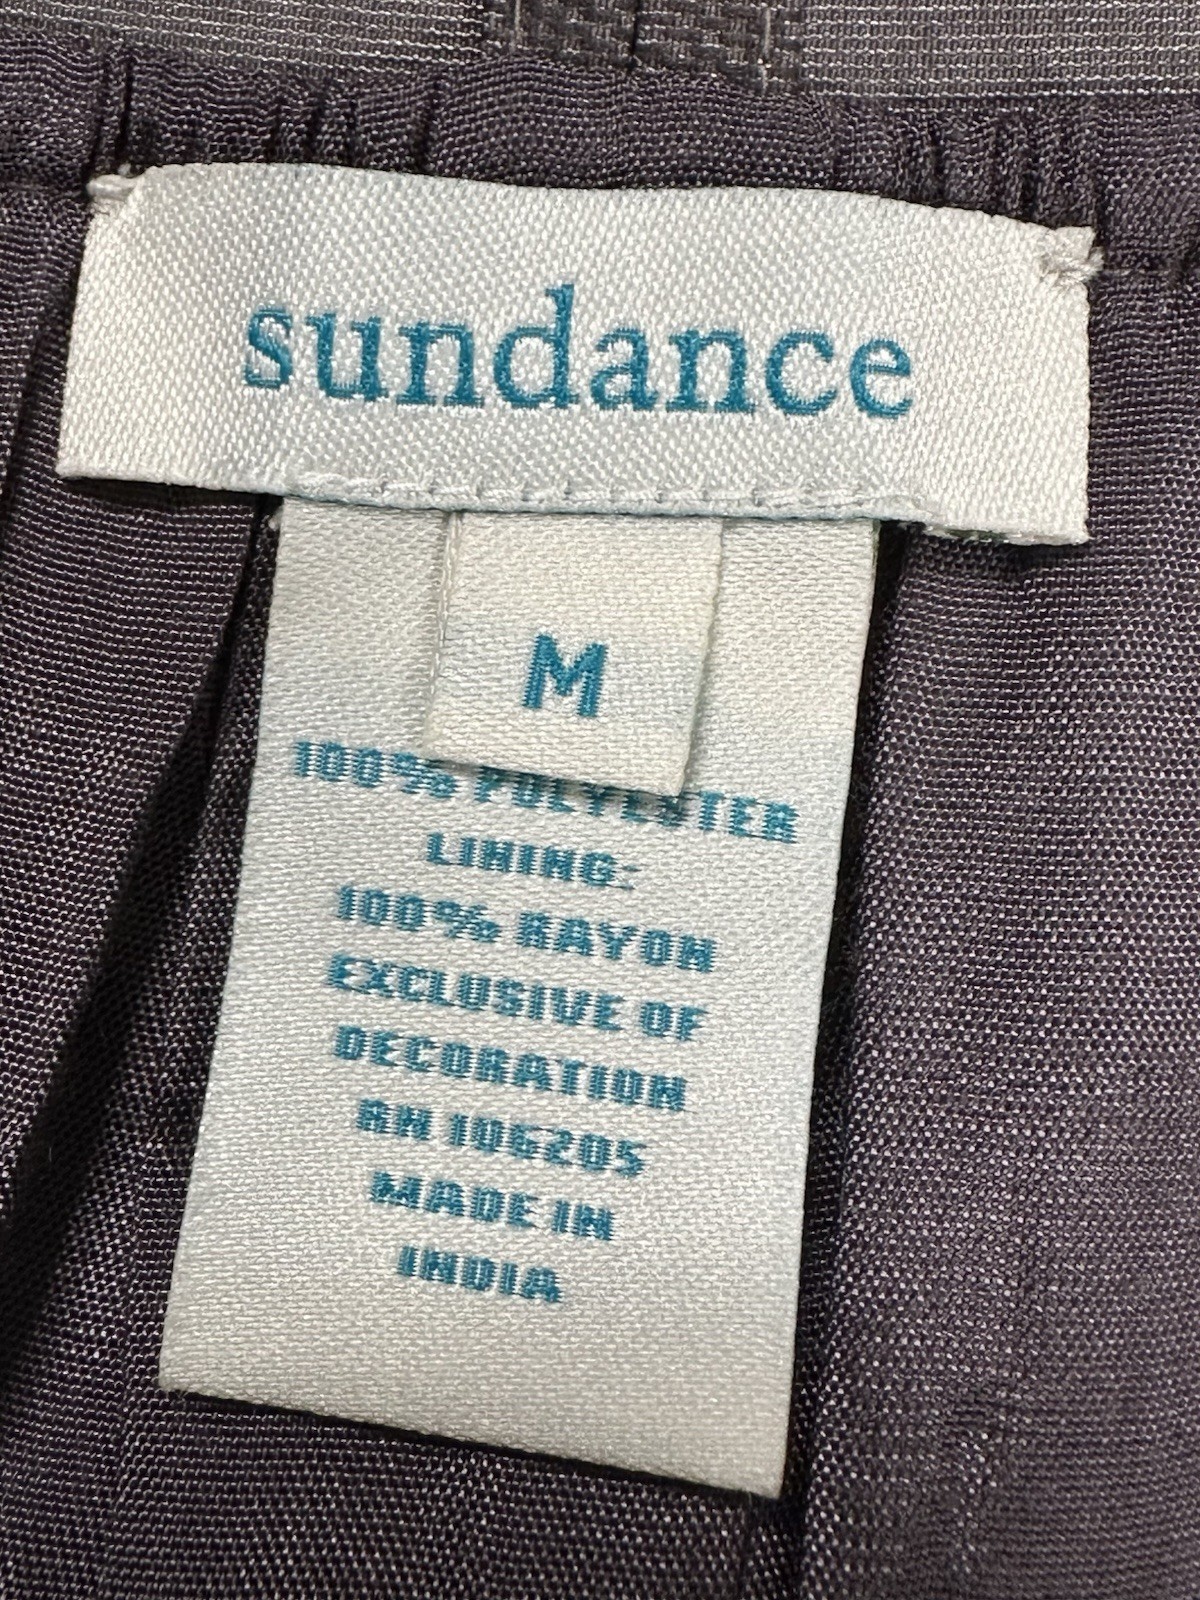 sundance
M
100% POLYESTER
LINING:
100% RAYON
EXCLUSIVE OF
DECORATION
RN 106205
MADE IN
INDIA